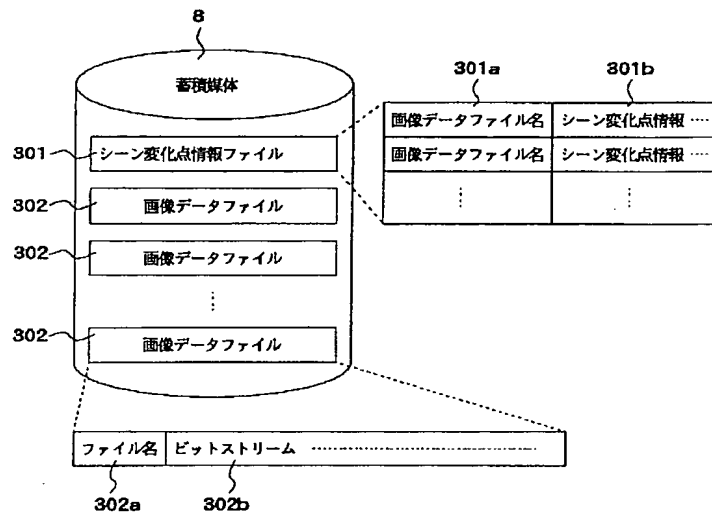 8
蓄積媒体
301a 301b
301 シーン変化点情報ファイル
画像データファイル名 シーン変化点情報 ····
画像データファイル名 シーン変化点情報 ····
302 画像データファイル
302 画像データファイル
302 画像データファイル
ファイル名 ビットストリーム
302a 302b